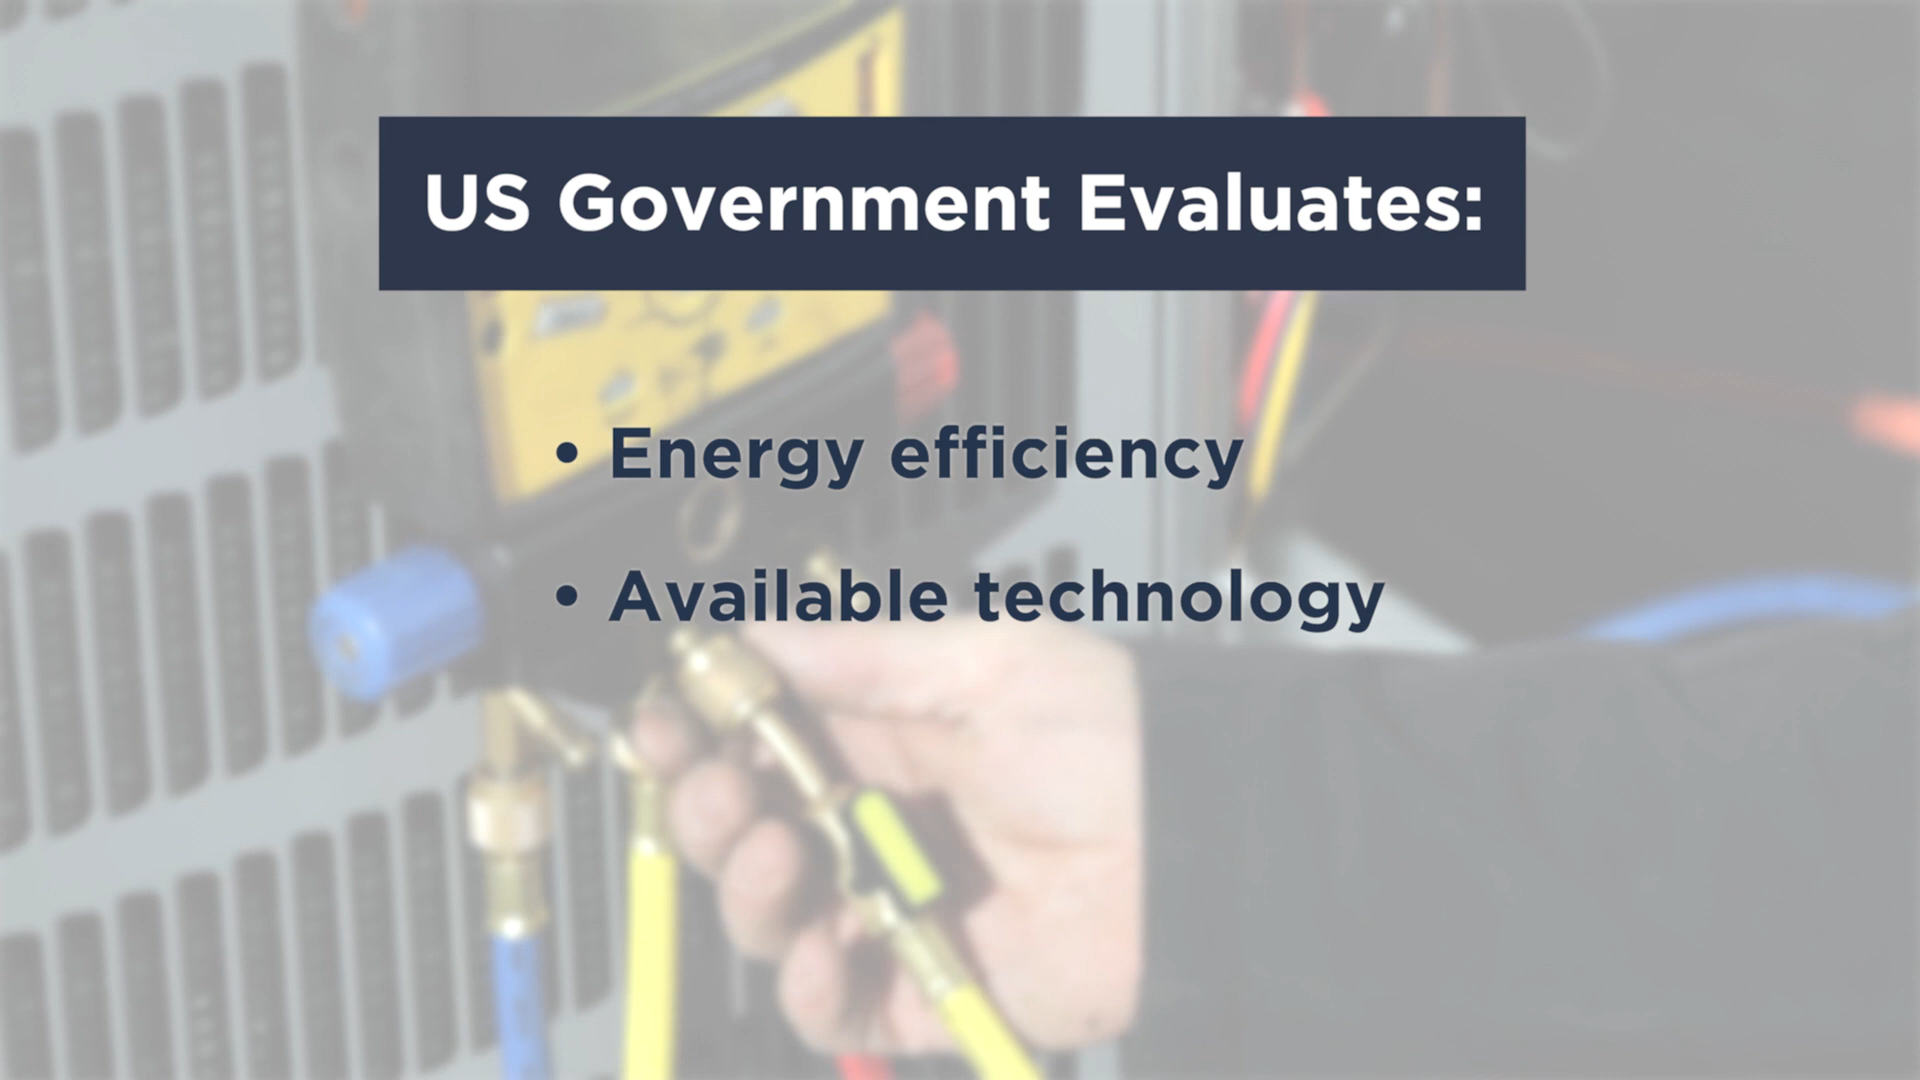 US Government Evaluates:
• Energy efficiency
• Available technology